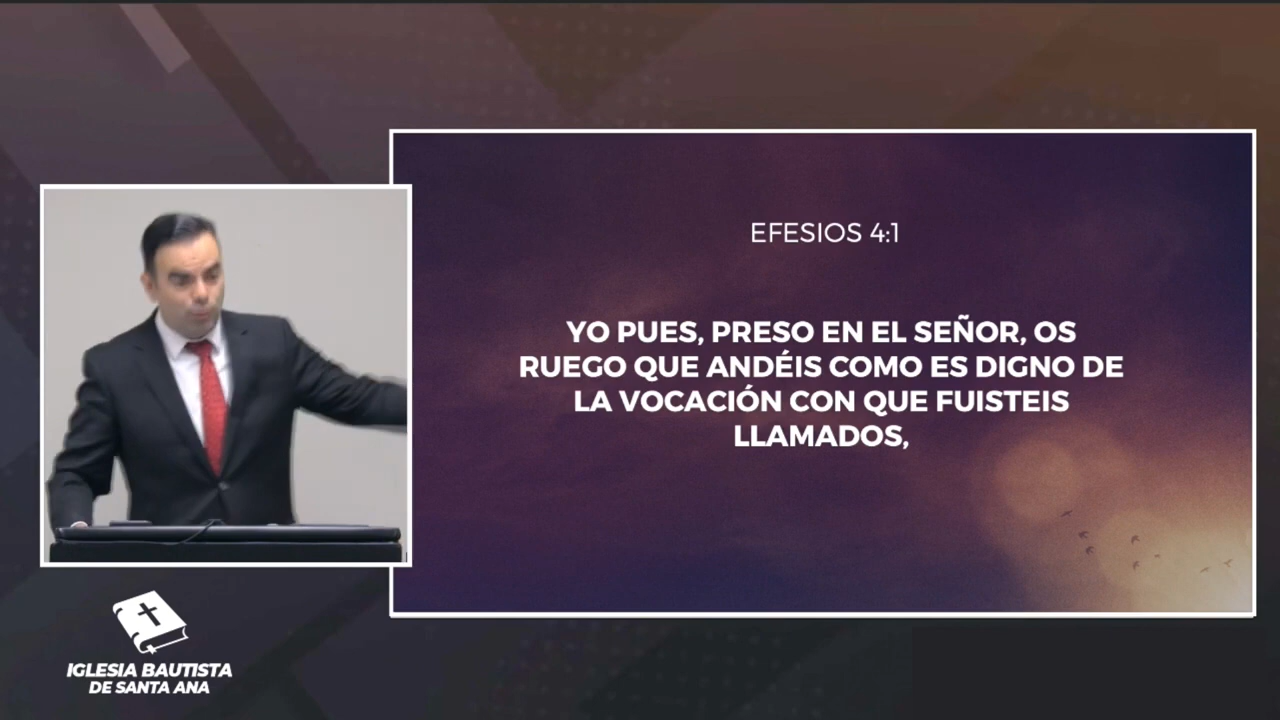 EFESIOS 4:1
YO PUES, PRESO EN EL SEÑOR, OS
RUEGO QUE ANDÉIS COMO ES DIGNO DE
LA VOCACIÓN CON QUE FUISTEIS
LLAMADOS,
IGLESIA BAUTISTA
DE SANTA ANA